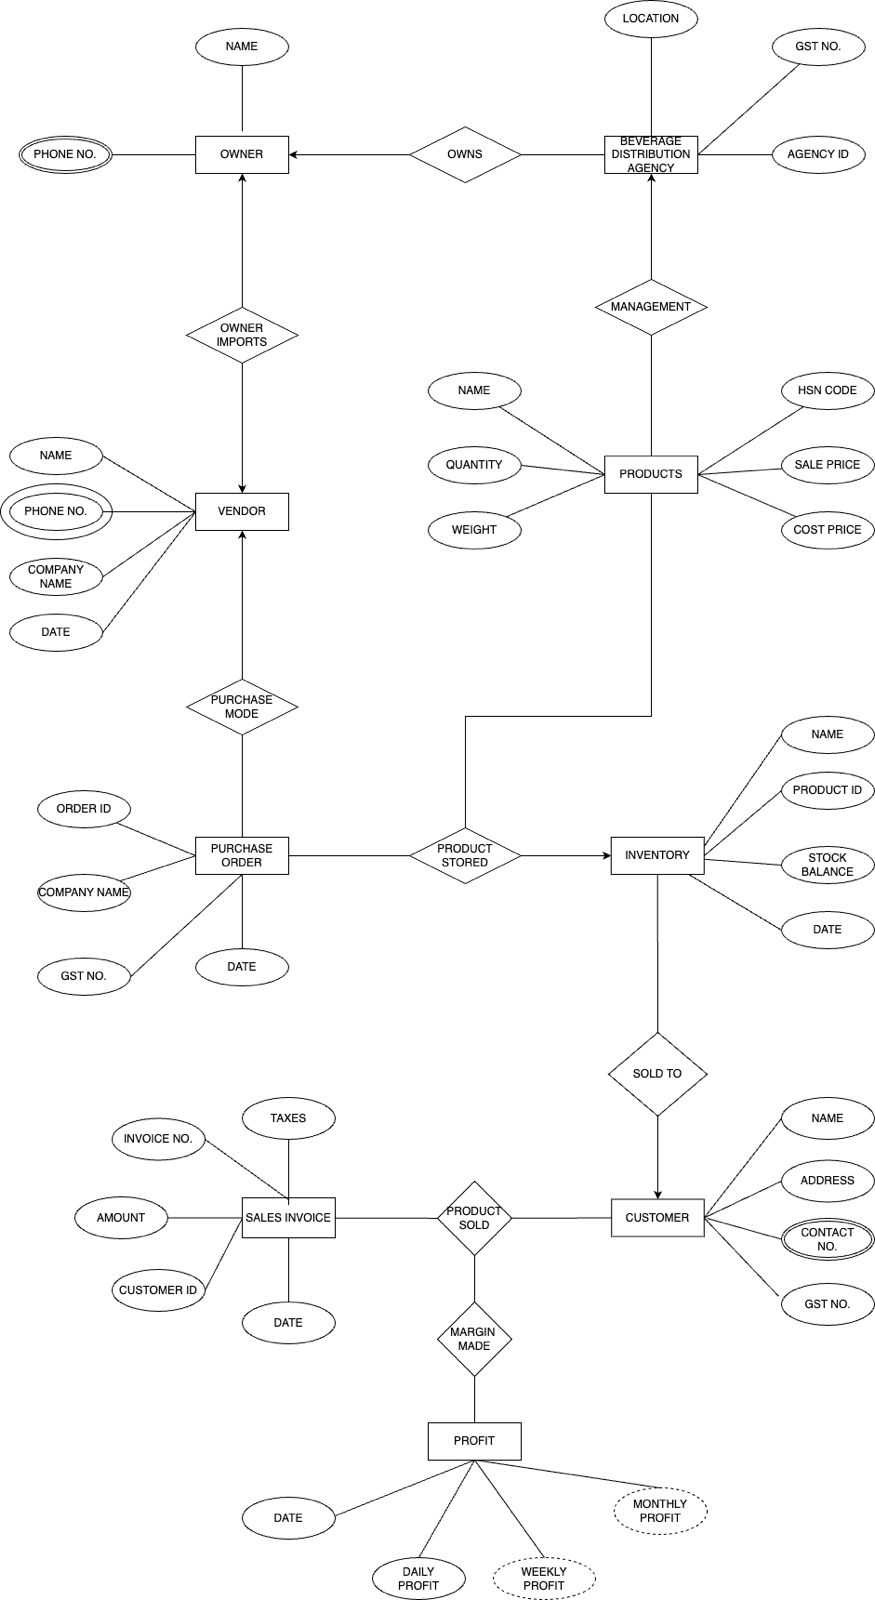 LOCATION
NAME
GST NO.
PHONE NO.
OWNER
OWNS
BEVERAGE
DISTRIBUTION
AGENCY
AGENCY ID
MANAGEMENT
OWNER
IMPORTS
NAME
HSN CODE
NAME
QUANTITY
PRODUCTS
SALE PRICE
PHONE NO.
VENDOR
WEIGHT
COST PRICE
COMPANY
NAME
DATE
PURCHASE
MODE
NAME
PRODUCT ID
ORDER ID
PURCHASE
ORDER
PRODUCT
STORED
INVENTORY
STOCK
BALANCE
COMPANY NAME
DATE
GST NO.
DATE
SOLD TO
TAXES
NAME
INVOICE NO.
ADDRESS
AMOUNT
SALES INVOICE
PRODUCT
SOLD
CUSTOMER
CONTACT
NO.
CUSTOMER ID
GST NO.
DATE
MARGIN
MADE
PROFIT
DATE
MONTHLY
PROFIT
DAILY
PROFIT
WEEKLY
PROFIT